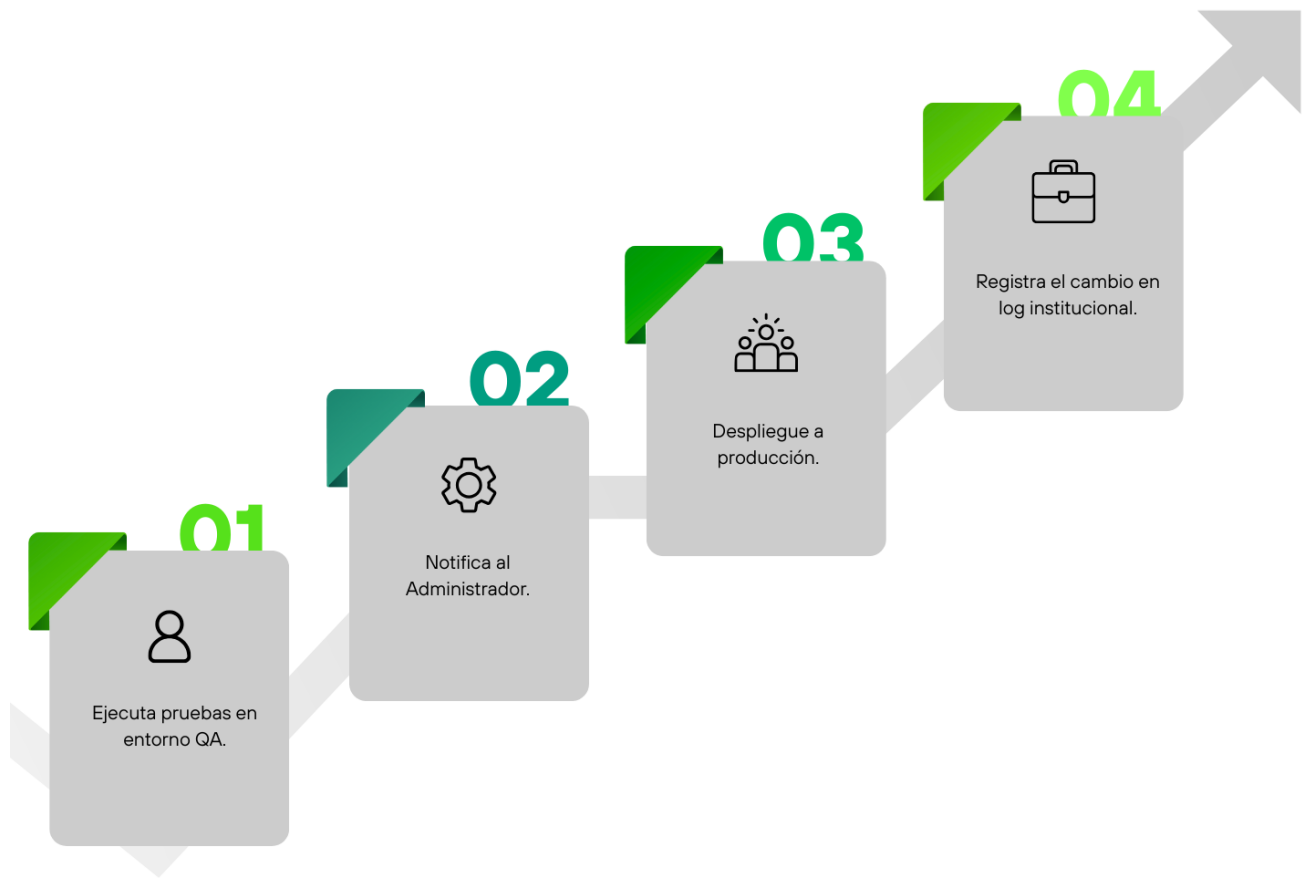 01
Ejecuta pruebas en
entorno QA.
02
Notifica al
Administrador.
03
Despliegue a
producción.
04
Registra el cambio en
log institucional.